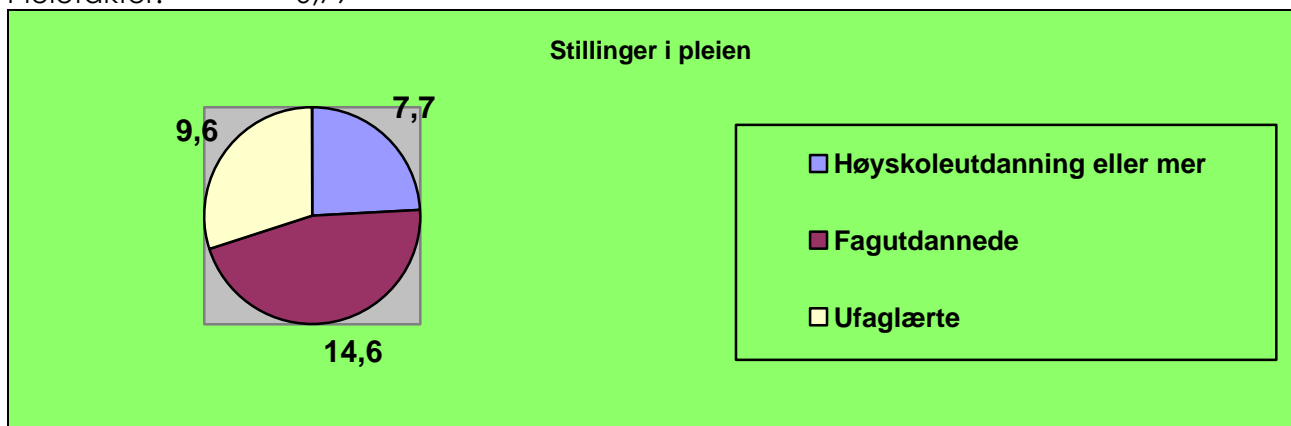 Stillinger i pleien
7,7
9,6
14,6
Høyskoleutdanning eller mer
Fagutdannede
Ufaglærte